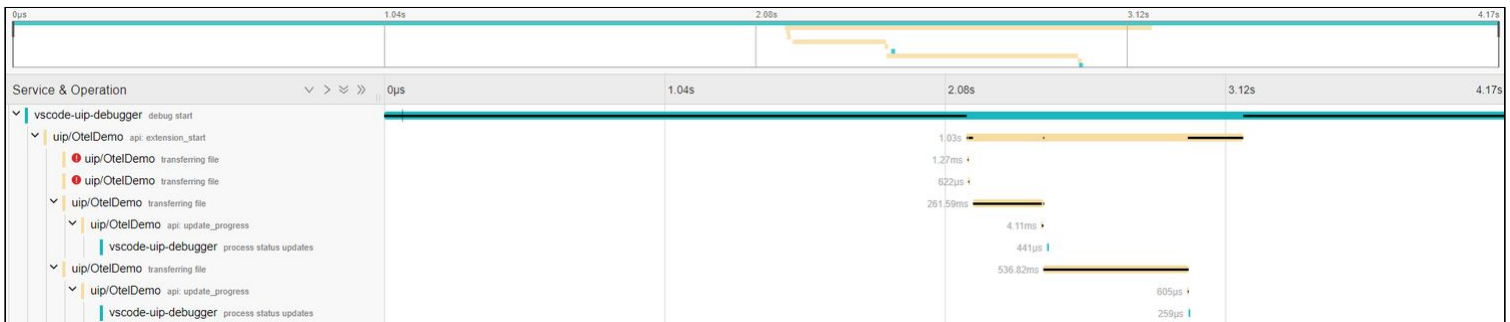 0μs 1.04s 2.08s 3.12s 4.17s
Service & Operation 0μs 1.04s 2.08s 3.12s 4.17s
vscode-uip-debugger debug start
uip/OtelDemo api: extension_start 1.03s
uip/OtelDemo transferring file 1.27ms
uip/OtelDemo transferring file 622μs
uip/OtelDemo transferring file 261.59ms
uip/OtelDemo api: update_progress 4.11ms
vscode-uip-debugger process status updates 441μs
uip/OtelDemo transferring file 536.82ms
uip/OtelDemo api: update_progress 605μs
vscode-uip-debugger process status updates 259μs